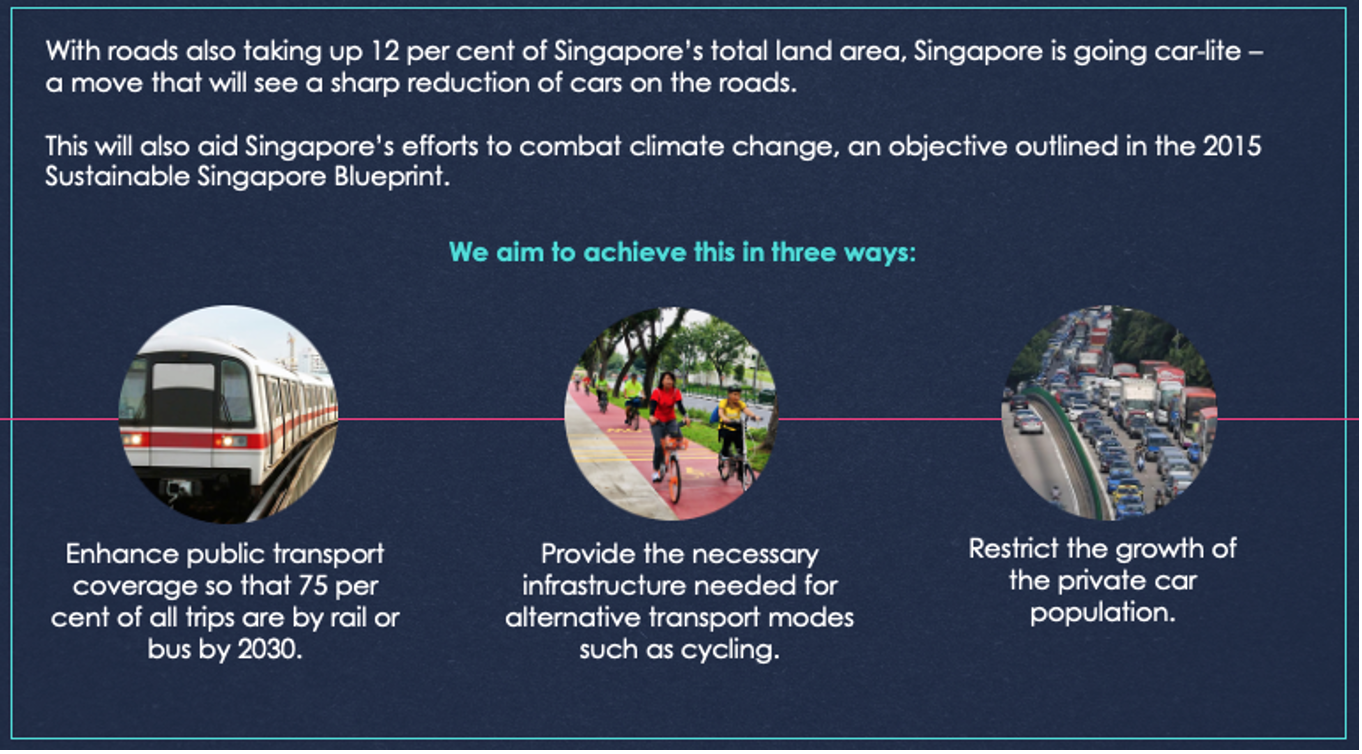 With roads also taking up 12 per cent of Singapore's total land area, Singapore is going car-lite –
a move that will see a sharp reduction of cars on the roads.
This will also aid Singapore's efforts to combat climate change, an objective outlined in the 2015
Sustainable Singapore Blueprint.
We aim to achieve this in three ways:
Enhance public transport
coverage so that 75 per
cent of all trips are by rail or
bus by 2030.
Provide the necessary
infrastructure needed for
alternative transport modes
such as cycling.
Restrict the growth of
the private car
population.